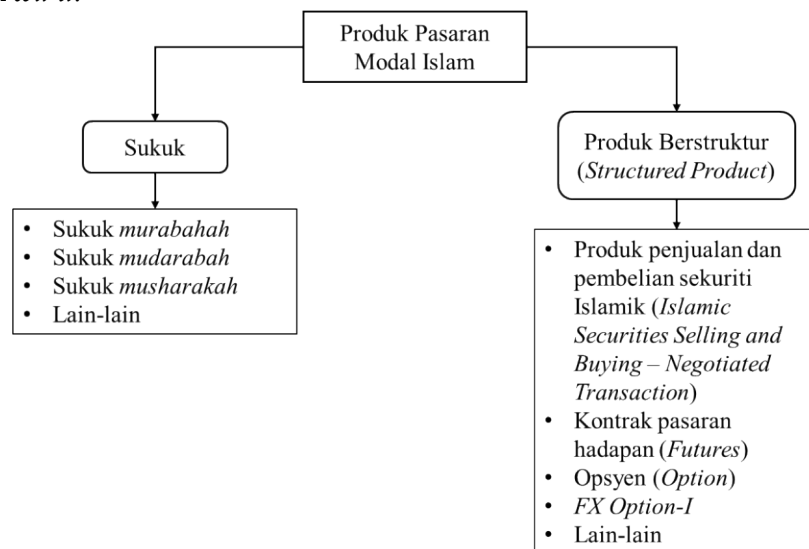 Produk Pasaran
Modal Islam
Sukuk
• Sukuk murabahah
• Sukuk mudarabah
• Sukuk musharakah
• Lain-lain
Produk Berstruktur
(Structured Product)
• Produk penjualan dan
pembelian sekuriti
Islamik (Islamic
Securities Selling and
Buying – Negotiated
Transaction)
• Kontrak pasaran
hadapan (Futures)
• Opsyen (Option)
• FX Option-I
• Lain-lain